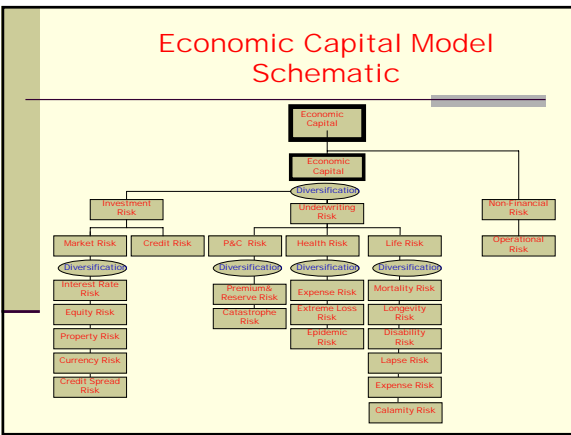 Economic Capital Model
Schematic
Economic
Capital
Economic
Capital
Diversification
Investment
Risk
Underwriting
Risk
Non-Financial
Risk
Market Risk
Credit Risk
P&C Risk
Health Risk
Life Risk
Operational
Risk
Diversification
Diversification
Diversification
Diversification
Interest Rate
Risk
Equity Risk
Property Risk
Currency Risk
Credit Spread
Risk
Premium&
Reserve Risk
Catastrophe
Risk
Expense Risk
Extreme Loss
Risk
Epidemic
Risk
Mortality Risk
Longevity
Risk
Disability
Risk
Lapse Risk
Expense Risk
Calamity Risk